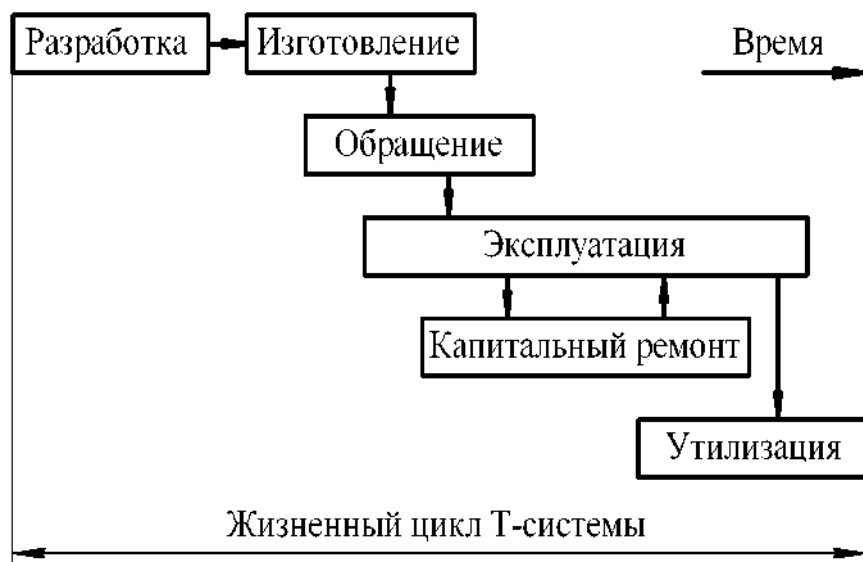 Разработка
Изготовление
Время
Обращение
Эксплуатация
Капитальный ремонт
Утилизация
Жизненный цикл Т-системы